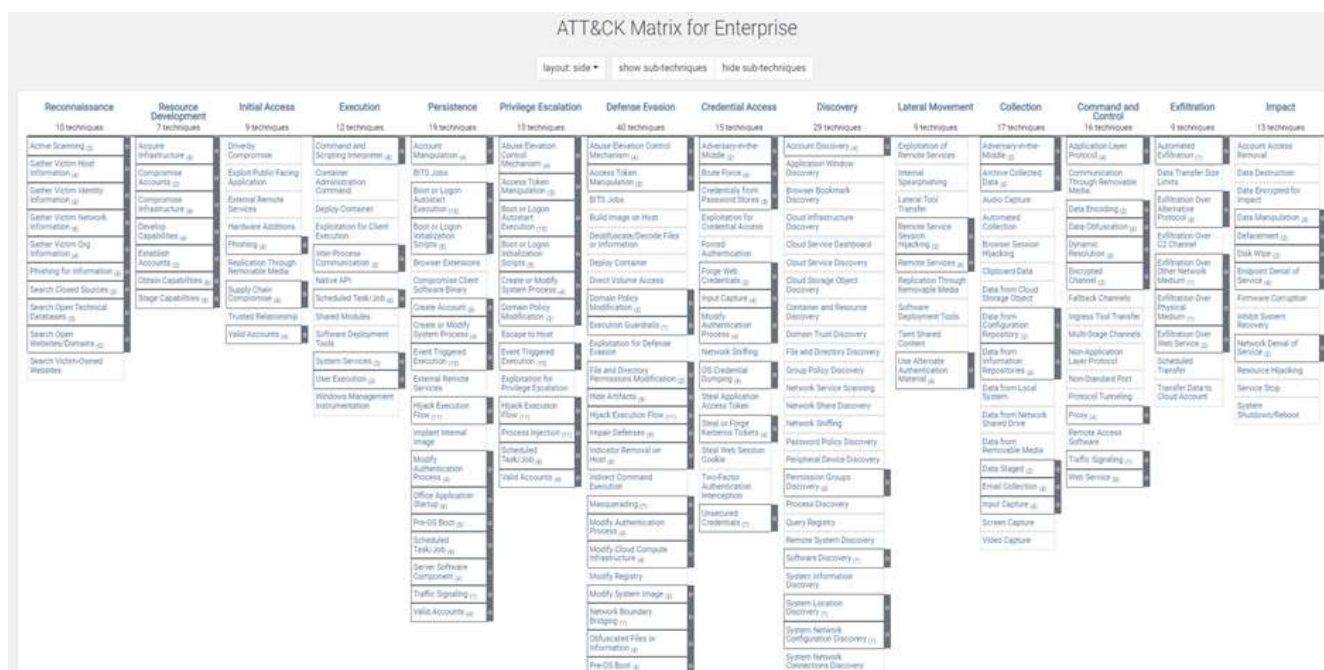 ATT&CK Matrix for Enterprise
layout: side
show sub-techniques
hide sub-techniques
Reconnaissance
10 techniques
Active Scanning
Gather Victim Host
Information
Gather Victim Identity
Information
Gather Victim Network
Information
Gather Victim Org
Information
Phishing for Information
Search Closed Sources
Search Open Technical
Databases
Search Open
Websites/Domains
Search Victim-Owned
Websites
Resource
Development
7 techniques
Acquire
Infrastructure
Compromise
Accounts
Compromise
Infrastructure
Develop
Capabilities
Establish
Accounts
Obtain Capabilities
Stage Capabilities
Initial Access
9 techniques
Drive-by
Compromise
Exploit Public-Facing
Application
External Remote
Services
Hardware Additions
Phishing
Replication Through
Removable Media
Supply Chain
Compromise
Trusted Relationship
Valid Accounts
Execution
12 techniques
Command and
Scripting Interpreter
Container
Administration
Command
Deploy Container
Exploitation for Client
Execution
Inter-Process
Communication
Native API
Scheduled Task/Job
Shared Modules
Software Deployment
Tools
System Services
User Execution
Windows Management
Instrumentation
Persistence
19 techniques
Account
Manipulation
BITS Jobs
Boot or Logon
Autostart
Execution
Boot or Logon
Initialization
Scripts
Browser Extensions
Compromise Client
Software Binary
Create Account
Create or Modify
System Process
Event Triggered
Execution
External Remote
Services
Hijack Execution
Flow (11)
Implant Internal
Image
Modify
Authentication
Process
Office Application
Startup
Pre-OS Boot
Scheduled
Task/Job
Server Software
Component
Traffic Signaling
Valid Accounts
Privilege Escalation
13 techniques
Abuse Elevation
Control
Mechanism
Access Token
Manipulation
Boot or Logon
Autostart
Execution
Boot or Logon
Initialization
Scripts
Create or Modify
System Process
Domain Policy
Modification
Escape to Host
Event Triggered
Execution
Exploitation for
Privilege Escalation
Hijack Execution
Flow (11)
Process Injection (11)
Scheduled
Task/Job
Valid Accounts
Defense Evasion
40 techniques
Abuse Elevation Control
Mechanism
Access Token
Manipulation
BITS Jobs
Build Image on Host
Deobfuscate/Decode Files
or Information
Deploy Container
Direct Volume Access
Domain Policy
Modification
Execution Guardrails
Exploitation for Defense
Evasion
File and Directory
Permissions Modification
Hide Artifacts
Hijack Execution Flow (11)
Impair Defenses
Indicator Removal on
Host
Indirect Command
Execution
Masquerading
Modify Authentication
Process
Modify Cloud Compute
Infrastructure
Modify Registry
Modify System Image
Network Boundary
Bridging
Obfuscated Files or
Information
Pre-OS Boot
Credential Access
15 techniques
Adversary-in-the-
Middle
Brute Force
Credentials from
Password Stores
Exploitation for
Credential Access
Forced
Authentication
Forge Web
Credentials
Input Capture
Modify
Authentication
Process
Network Sniffing
OS Credential
Dumping
Steal Application
Access Token
Steal or Forge
Kerberos Tickets
Steal Web Session
Cookie
Two-Factor
Authentication
Interception
Unsecured
Credentials
Discovery
29 techniques
Account Discovery
Application Window
Discovery
Browser Bookmark
Discovery
Cloud Infrastructure
Discovery
Cloud Service Dashboard
Cloud Service Discovery
Cloud Storage Object
Discovery
Container and Resource
Discovery
Domain Trust Discovery
File and Directory Discovery
Group Policy Discovery
Network Service Scanning
Network Share Discovery
Network Sniffing
Password Policy Discovery
Peripheral Device Discovery
Permission Groups
Discovery
Process Discovery
Query Registry
Remote System Discovery
Software Discovery
System Information
Discovery
System Location
Discovery
System Network
Configuration Discovery
System Network
Connections Discovery
Lateral Movement
9 techniques
Exploitation of
Remote Services
Internal
Spearphishing
Lateral Tool
Transfer
Remote Service
Session
Hijacking
Remote Services
Replication Through
Removable Media
Software
Deployment Tools
Taint Shared
Content
Use Alternate
Authentication
Material
Collection
17 techniques
Adversary-in-the-
Middle
Archive Collected
Data
Audio Capture
Automated
Collection
Browser Session
Hijacking
Clipboard Data
Data from Cloud
Storage Object
Data from
Configuration
Repository
Data from
Information
Repositories
Data from Local
System
Data from Network
Shared Drive
Data from
Removable Media
Data Staged
Email Collection
Input Capture
Screen Capture
Video Capture
Command and
Control
16 techniques
Application Layer
Protocol
Communication
Through Removable
Media
Data Encoding
Data Obfuscation
Dynamic
Resolution
Encrypted
Channel
Fallback Channels
Ingress Tool Transfer
Multi-Stage Channels
Non-Application
Layer Protocol
Non-Standard Port
Protocol Tunneling
Proxy
Remote Access
Software
Traffic Signaling
Web Service
Exfiltration
9 techniques
Automated
Exfiltration
Data Transfer Size
Limits
Exfiltration Over
Alternative
Protocol
Exfiltration Over
C2 Channel
Exfiltration Over
Other Network
Medium
Exfiltration Over
Physical
Medium
Exfiltration Over
Web Service
Scheduled
Transfer
Transfer Data to
Cloud Account
Impact
13 techniques
Account Access
Removal
Data Destruction
Data Encrypted for
Impact
Data Manipulation
Defacement
Disk Wipe
Endpoint Denial of
Service
Firmware Corruption
Inhibit System
Recovery
Network Denial of
Service
Resource Hijacking
Service Stop
System
Shutdown/Reboot